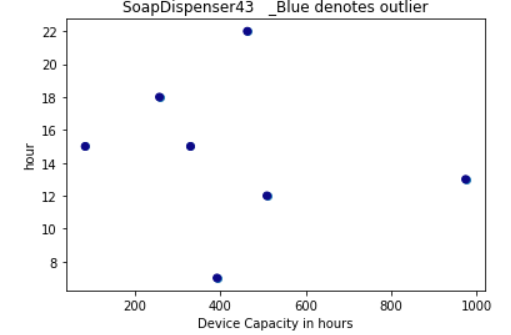 SoapDispenser43 _Blue denotes outlier
22
20
18
16
14
12
10
8
hour
200 400 600 800 1000
Device Capacity in hours